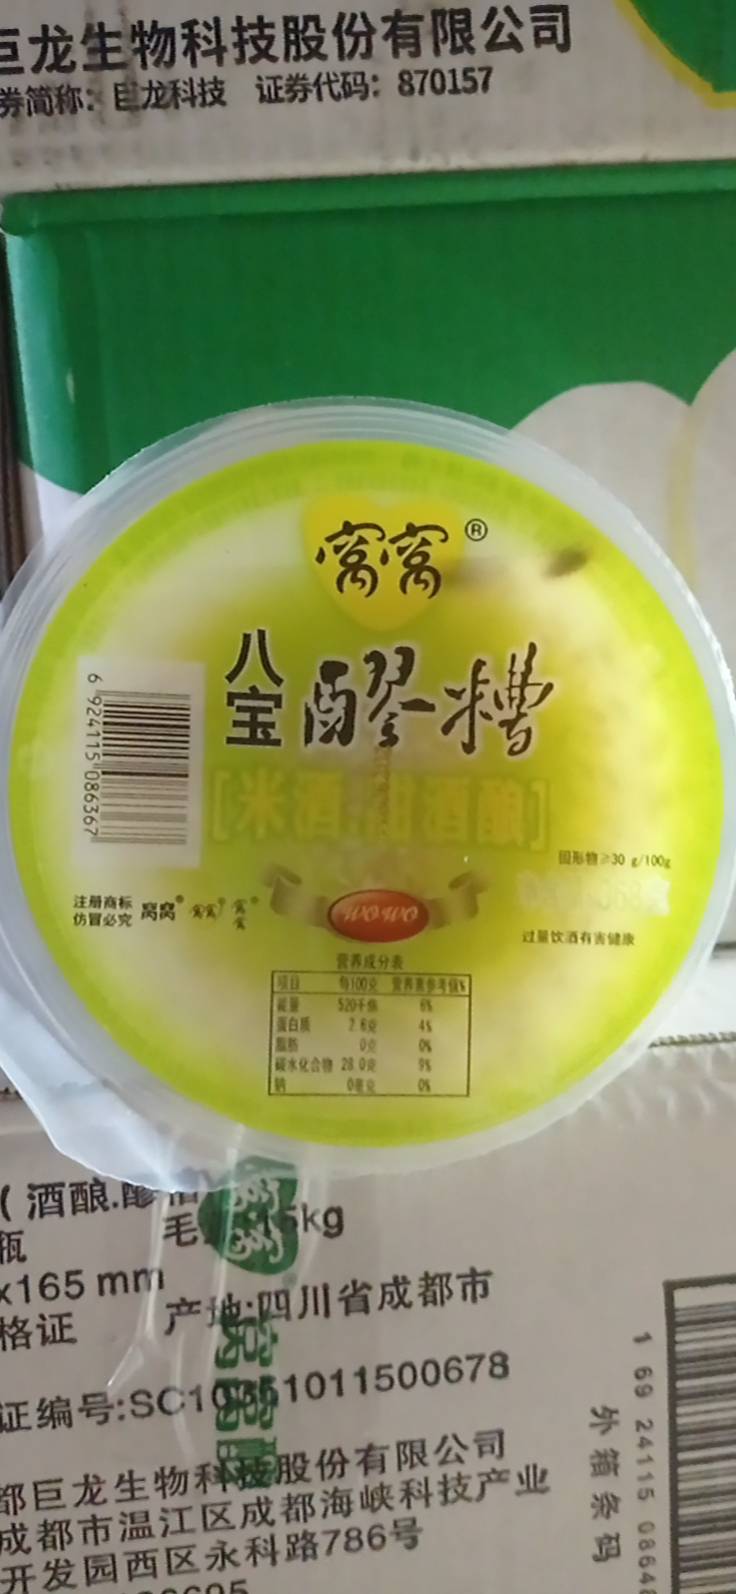 巨龙生物科技股份有限公司
券简称：巨龙科技 证券代码：870157
窝窝®
八宝
醪糟
6 924115 086367
固形物≥30 g/100g
注册商标
仿冒必究
窝窝®
WOWO
过量饮酒有害健康
营养成分表
项目 每100克 营养素参考值%
能量 520千焦 6%
蛋白质 2.6克 4%
脂肪 0克 0%
碳水化合物 28.0克 9%
钠 0毫克 0%
(酒酿.醪
瓶
毛
kg
x165 mm
格证
产地:四川省成都市
证编号:SC10
1011500678
都巨龙生物科技股份有限公司
成都市温江区成都海峡科技产业
开发园西区永科路786号
1 69 24115 0864
外箱条码